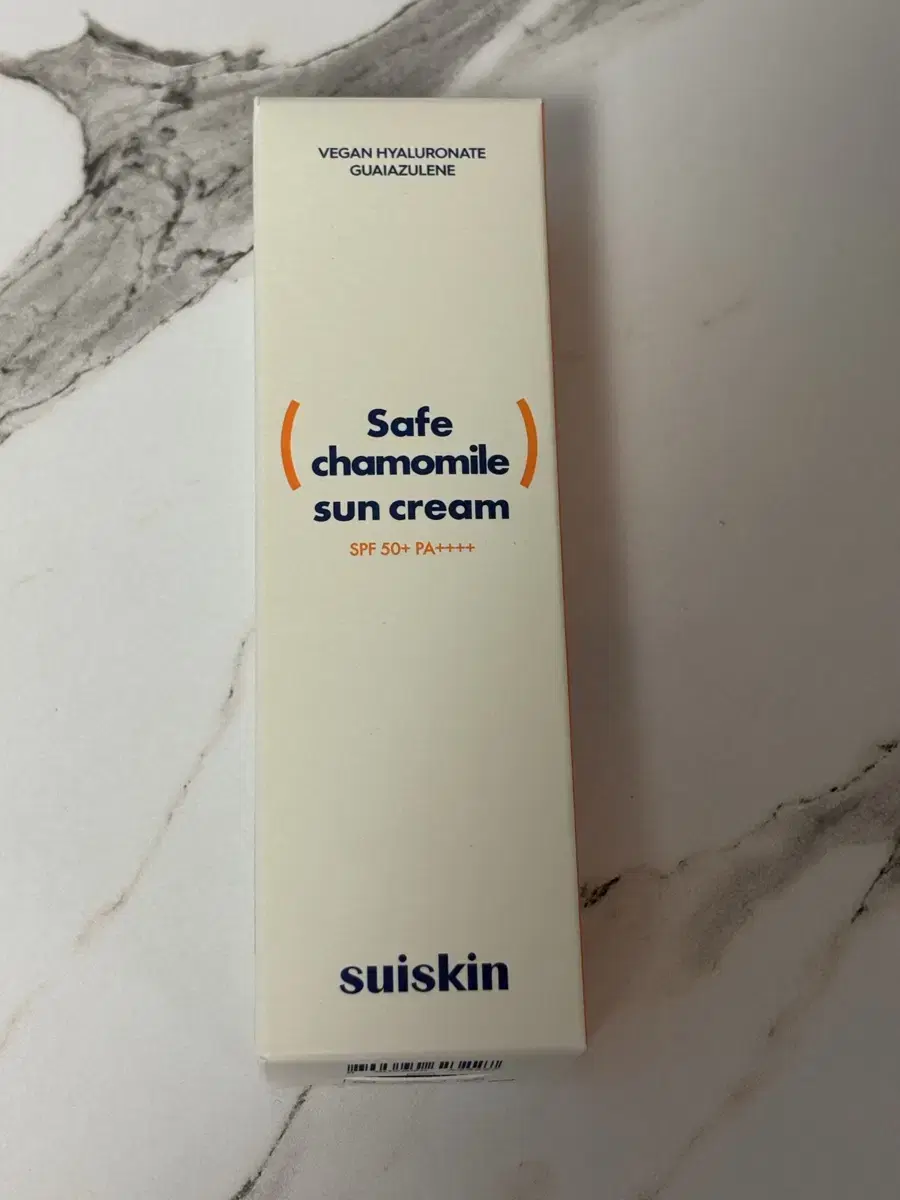 VEGAN HYALURONATE
GUAIAZULENE
Safe
chamomile
sun cream
SPF 50+ PA++++
suiskin